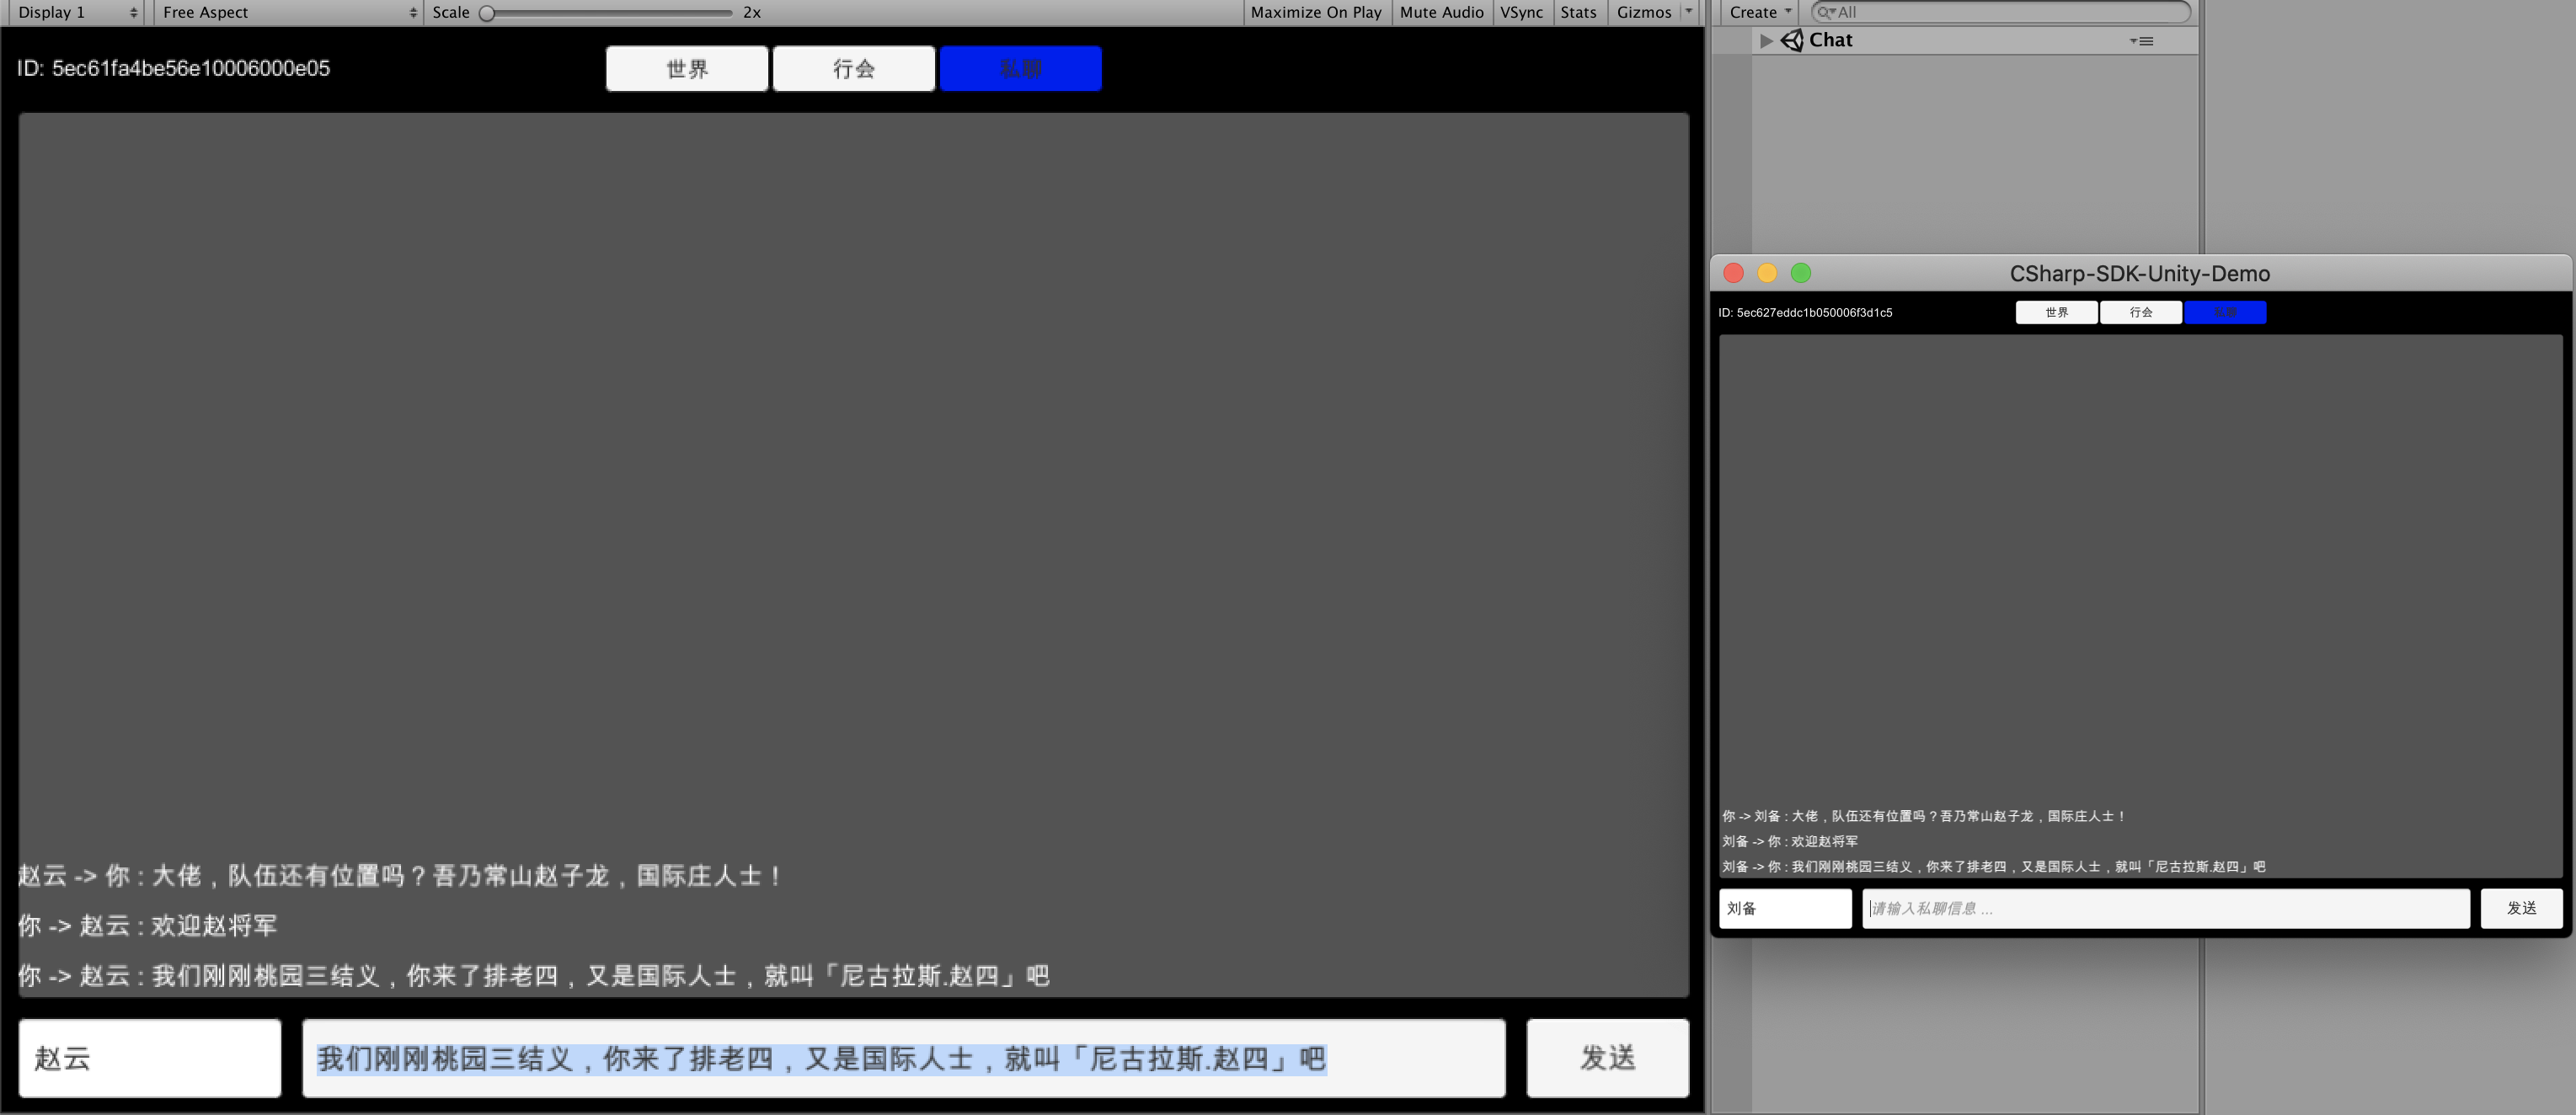 Display 1 Free Aspect Scale 2x Maximize On Play Mute Audio VSync Stats Gizmos
ID: 5ec61fa4be56e10006000e05 世界 行会 私聊
赵云 -> 你 : 大佬，队伍还有位置吗？吾乃常山赵子龙，国际庄人士！
你 -> 赵云 : 欢迎赵将军
你 -> 赵云 : 我们刚刚桃园三结义，你来了排老四，又是国际人士，就叫「尼古拉斯.赵四」吧
赵云 我们刚刚桃园三结义，你来了排老四，又是国际人士，就叫「尼古拉斯.赵四」吧 发送
Create All
Chat
CSharp-SDK-Unity-Demo
ID: 5ec627eddc1b050006f3d1c5 世界 行会 私聊
你 -> 刘备 : 大佬，队伍还有位置吗？吾乃常山赵子龙，国际庄人士！
刘备 -> 你 : 欢迎赵将军
刘备 -> 你 : 我们刚刚桃园三结义，你来了排老四，又是国际人士，就叫「尼古拉斯.赵四」吧
刘备 请输入私聊信息 ... 发送